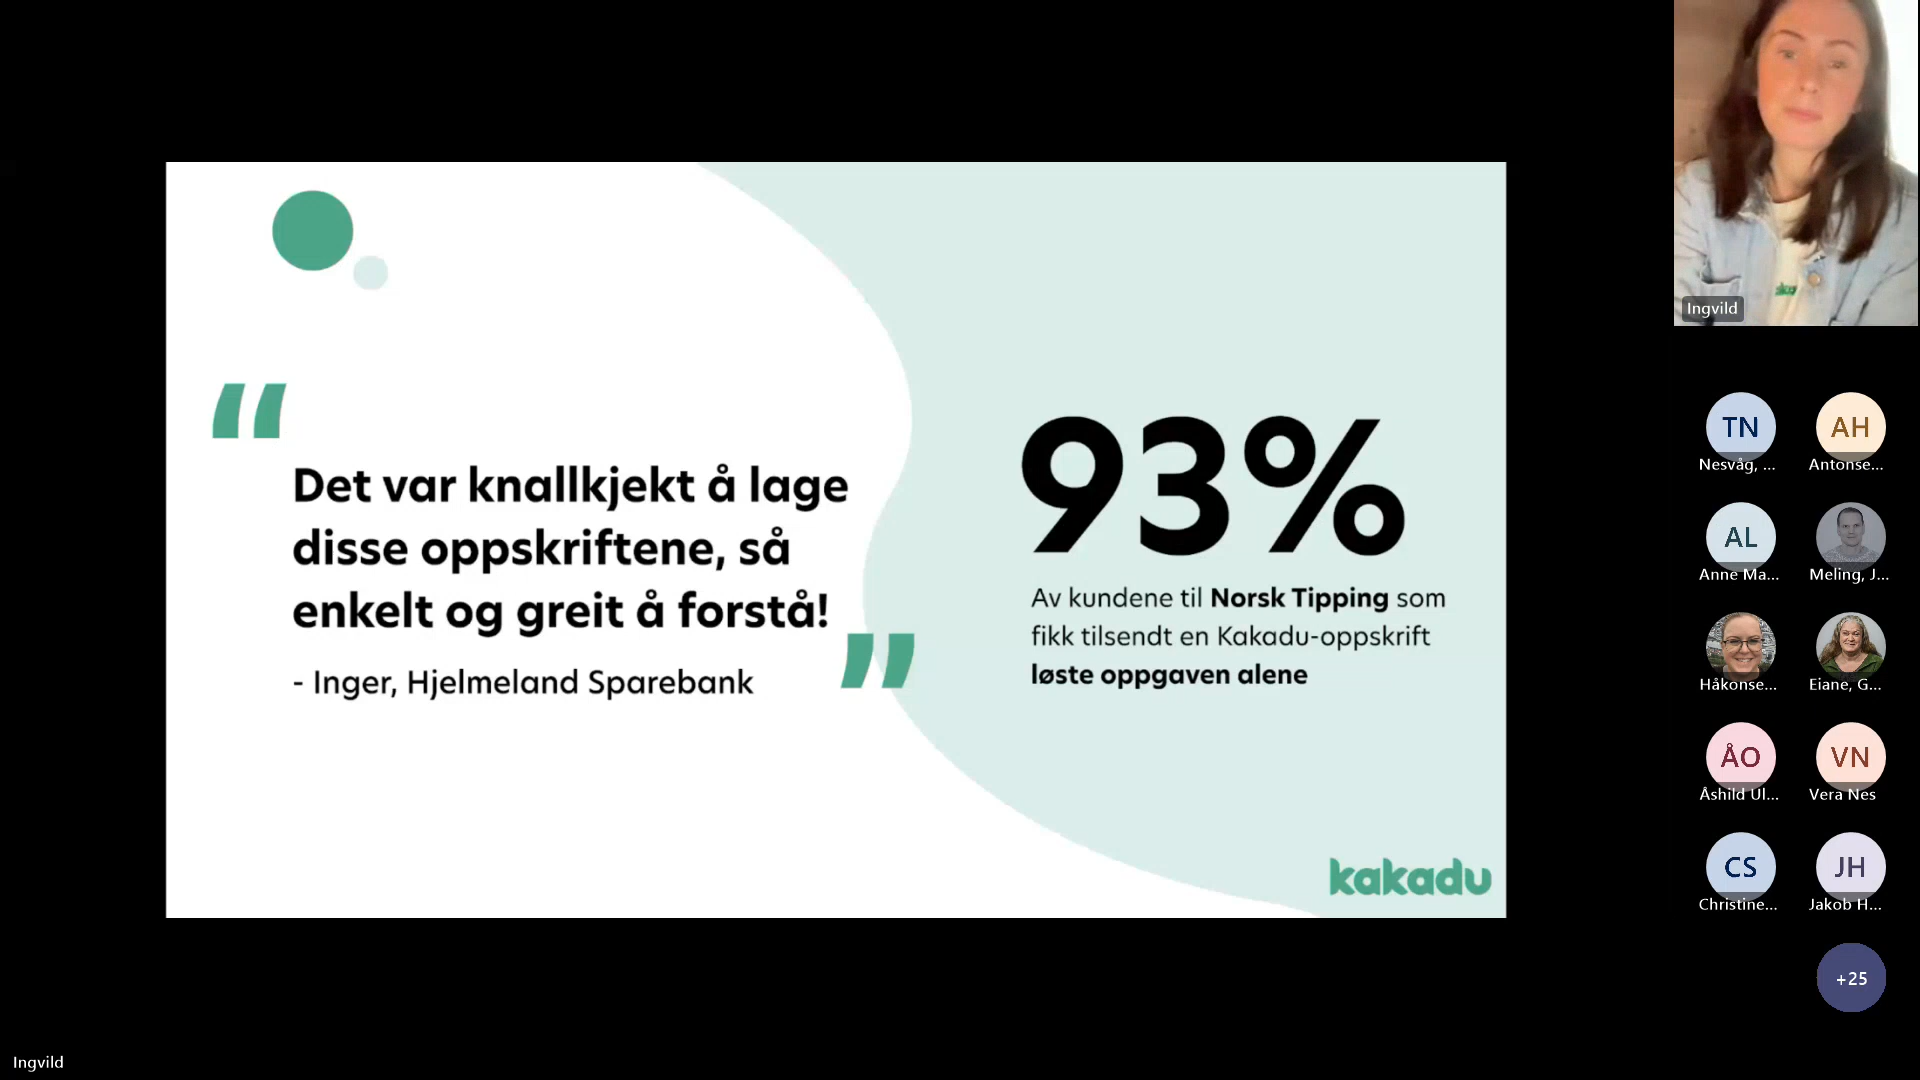 “
Det var knallkjekt å lage
disse oppskriftene, så
enkelt og greit å forstå!
”
- Inger, Hjelmeland Sparebank
93%
Av kundene til Norsk Tipping som
fikk tilsendt en Kakadu-oppskrift
løste oppgaven alene
kakadu
Ingvild
TN
Nesvåg, ...
AH
Antonse...
AL
Anne Ma...
Meling, J...
Håkonse...
Eiane, G...
ÅO
Åshild Ul...
VN
Vera Nes
CS
Christine...
JH
Jakob H...
+25
Ingvild